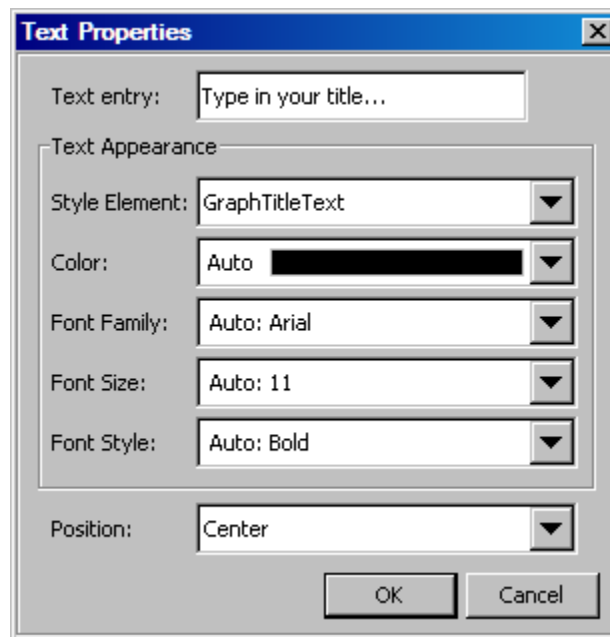 Text Properties
Text entry: Type in your title...
Text Appearance
Style Element: GraphTitleText
Color: Auto
Font Family: Auto: Arial
Font Size: Auto: 11
Font Style: Auto: Bold
Position: Center
OK Cancel